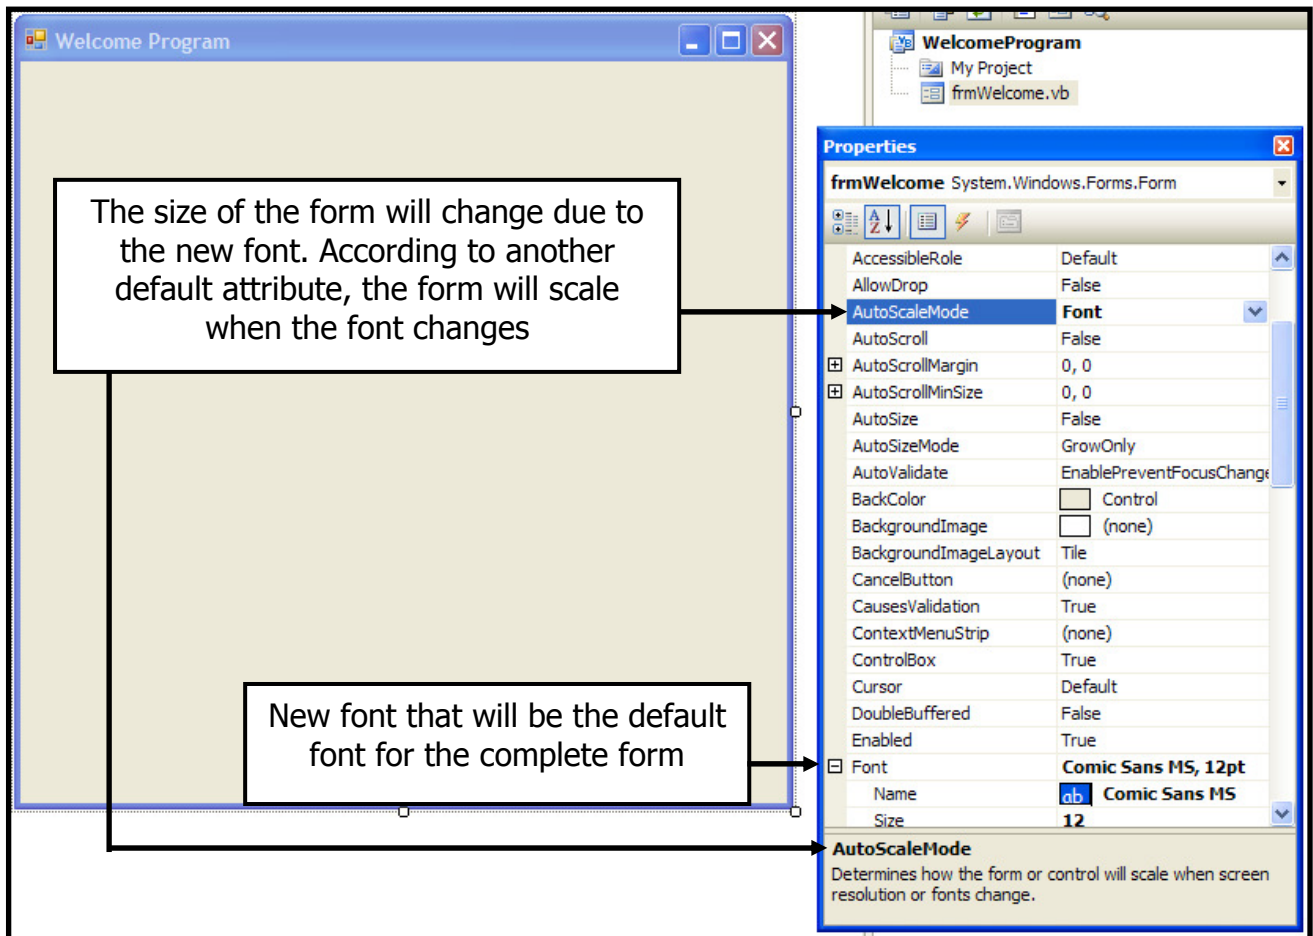 Welcome Program
WelcomeProgram
My Project
frmWelcome.vb
Properties
frmWelcome System.Windows.Forms.Form
A
Z
The size of the form will change due to
the new font. According to another
default attribute, the form will scale
when the font changes
AccessibleRole Default
AllowDrop False
AutoScaleMode Font
AutoScroll False
AutoScrollMargin 0, 0
AutoScrollMinSize 0, 0
AutoSize False
AutoSizeMode GrowOnly
AutoValidate EnablePreventFocusChange
BackColor Control
BackgroundImage (none)
BackgroundImageLayout Tile
CancelButton (none)
CausesValidation True
ContextMenuStrip (none)
ControlBox True
Cursor Default
DoubleBuffered False
Enabled True
Font Comic Sans MS, 12pt
Name ab Comic Sans MS
Size 12
New font that will be the default
font for the complete form
AutoScaleMode
Determines how the form or control will scale when screen
resolution or fonts change.